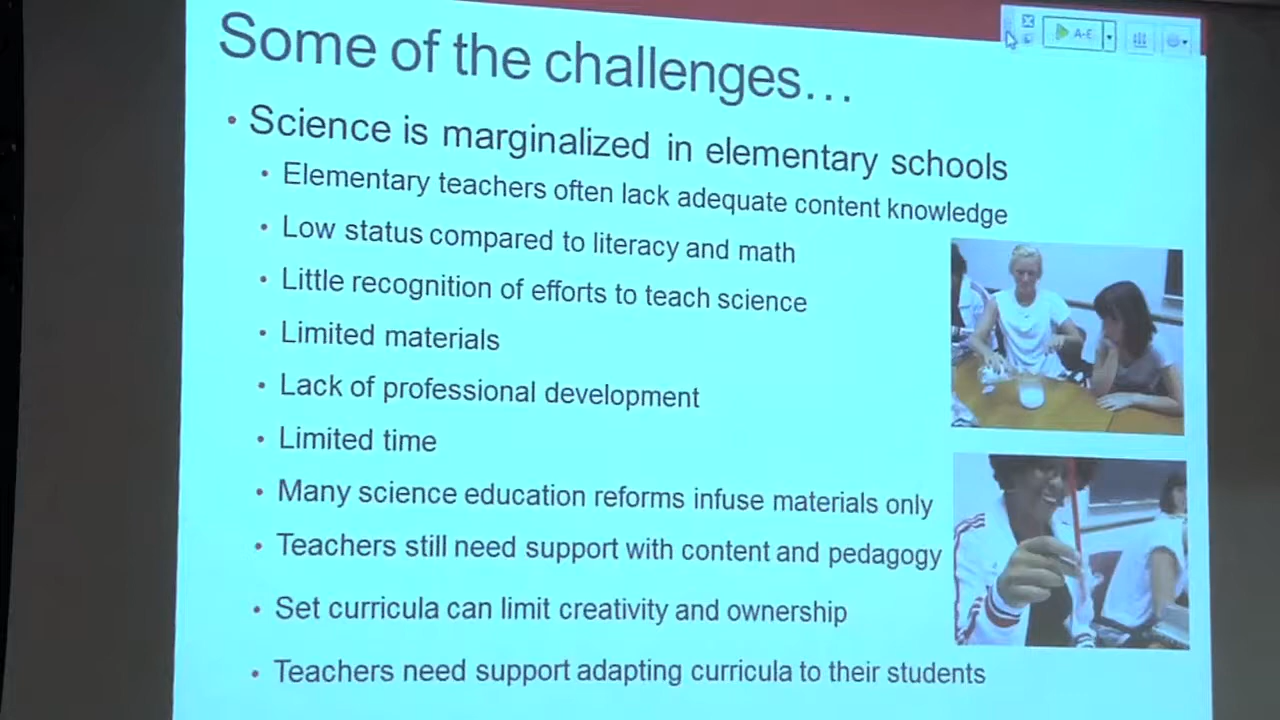 Some of the challenges…
• Science is marginalized in elementary schools
• Elementary teachers often lack adequate content knowledge
• Low status compared to literacy and math
• Little recognition of efforts to teach science
• Limited materials
• Lack of professional development
• Limited time
• Many science education reforms infuse materials only
• Teachers still need support with content and pedagogy
• Set curricula can limit creativity and ownership
• Teachers need support adapting curricula to their students
A-E